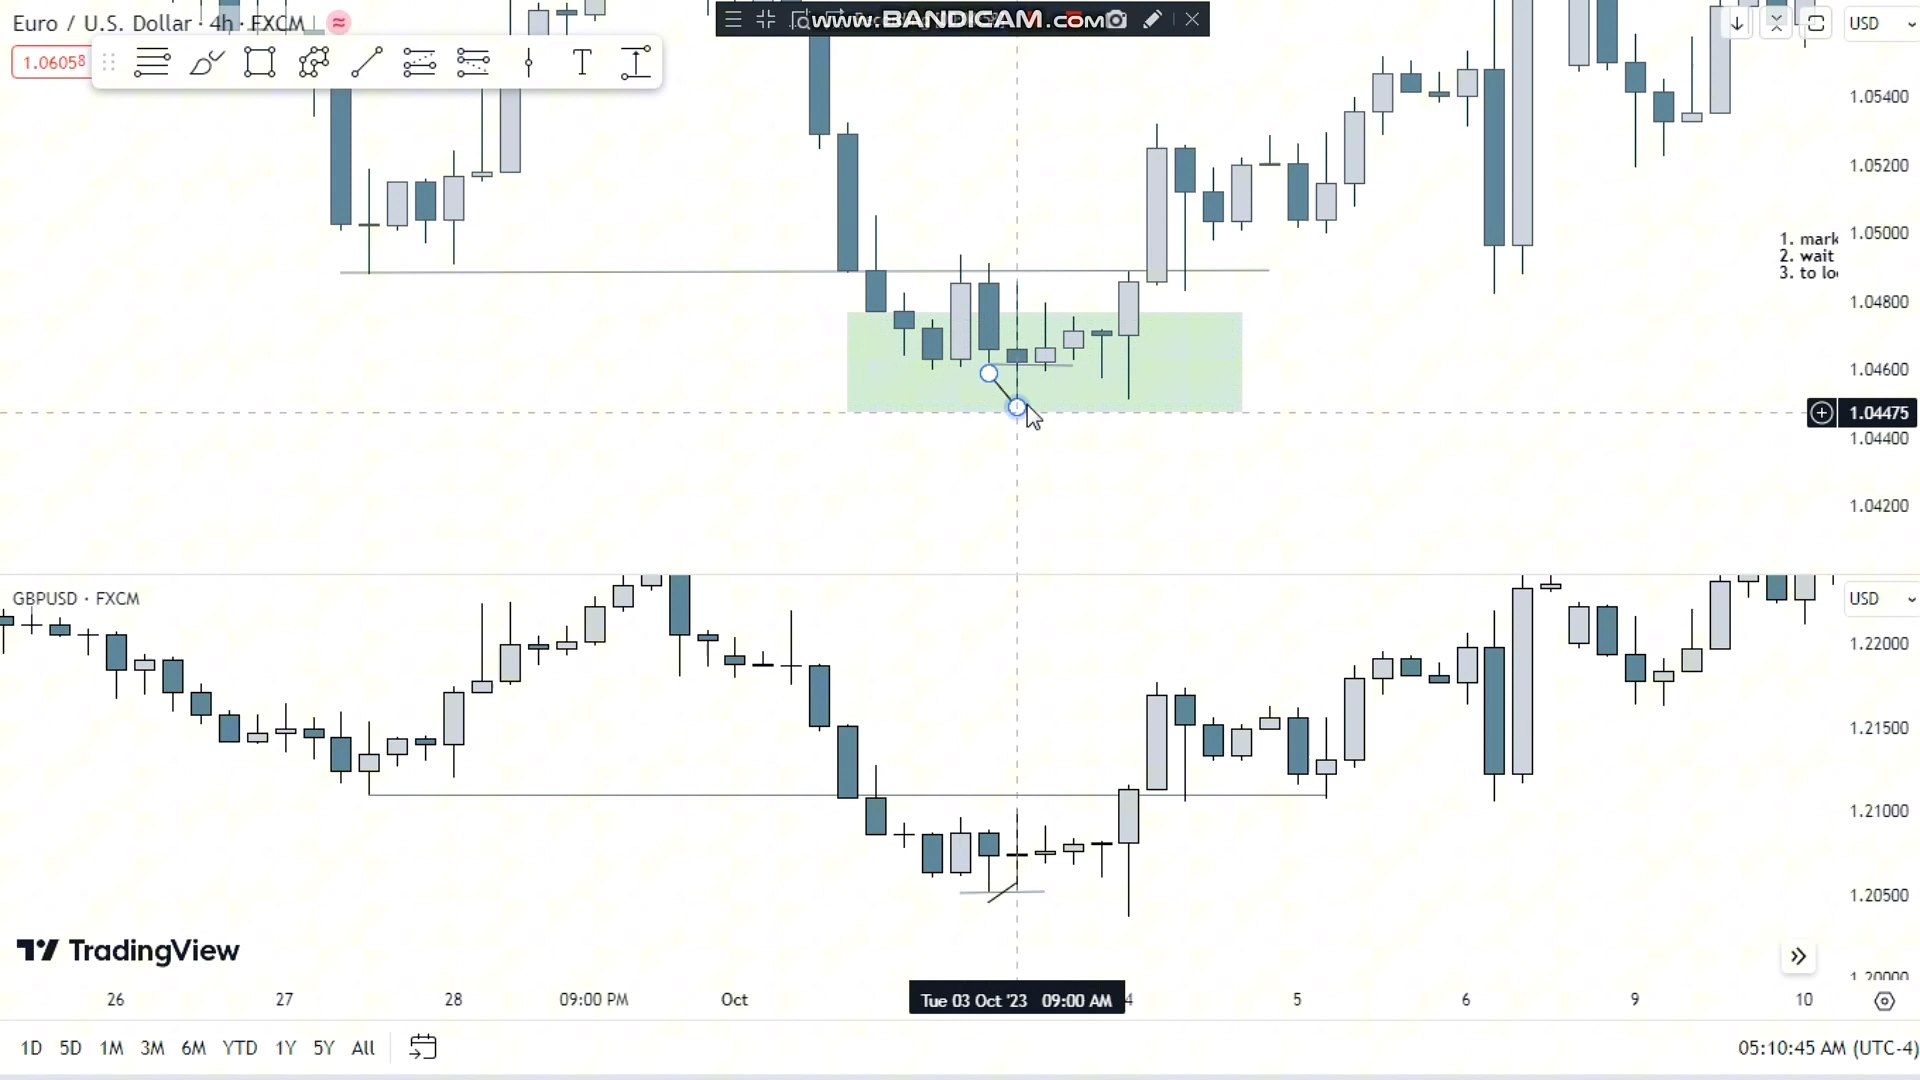 Euro / U.S. Dollar · 4h · FXCM
www.BANDICAM.com
USD
1.06058
T
1.05400
1.05200
1. mark
1.05000
2. wait
3. to lo
1.04800
1.04600
1.04475
1.04400
1.04200
GBPUSD · FXCM
USD
1.22000
1.21500
1.21000
1.20500
TradingView
1.20000
26 27 28 09:00 PM Oct Tue 03 Oct '23 09:00 AM 4 5 6 9 10
1D 5D 1M 3M 6M YTD 1Y 5Y All 05:10:45 AM (UTC-4)